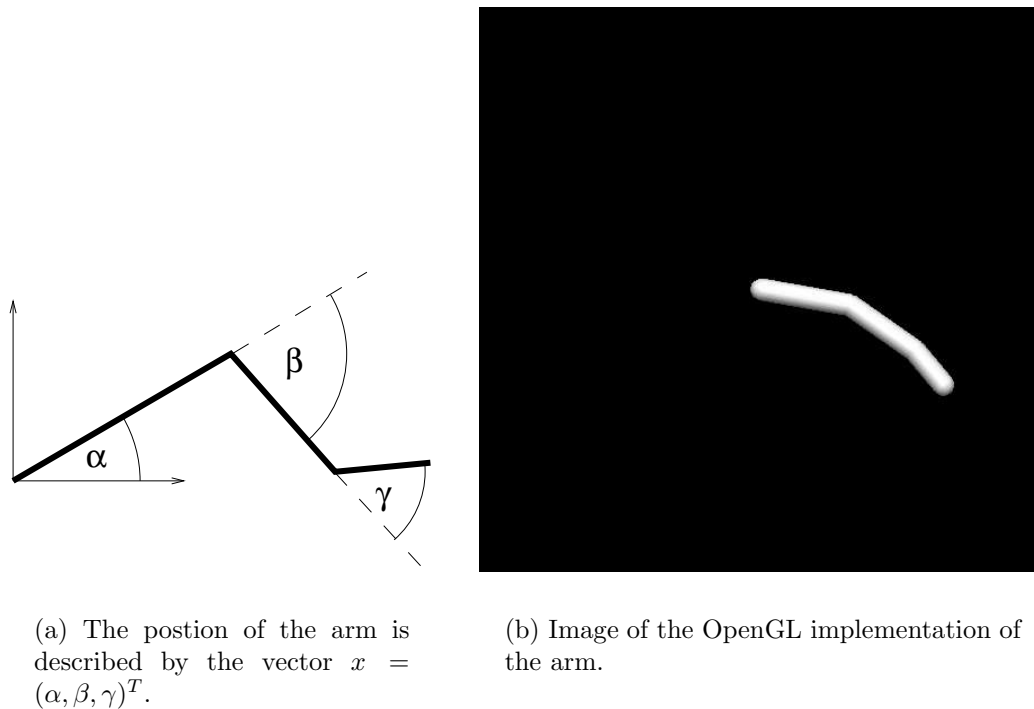 β
α
γ
(a) The postion of the arm is
described by the vector x =
(α, β, γ)^T.
(b) Image of the OpenGL implementation of
the arm.